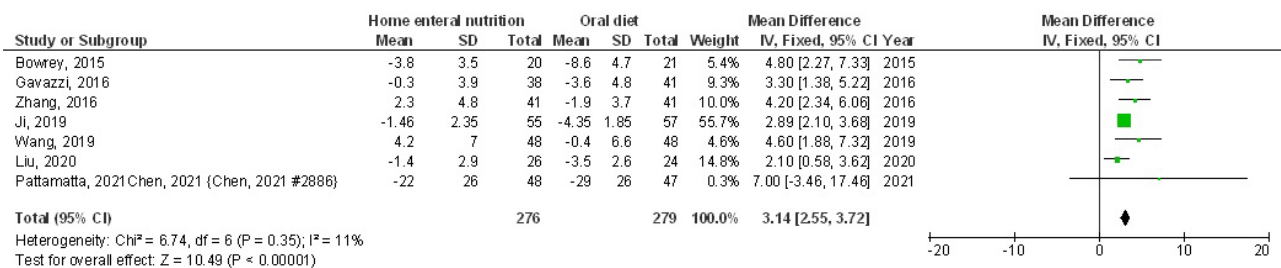 Home enteral nutrition Oral diet Mean Difference Mean Difference
Study or Subgroup Mean SD Total Mean SD Total Weight IV, Fixed, 95% CI Year IV, Fixed, 95% CI
Bowrey, 2015 -3.8 3.5 20 -8.6 4.7 21 5.4% 4.80 [2.27, 7.33] 2015
Gavazzi, 2016 -0.3 3.9 38 -3.6 4.8 41 9.3% 3.30 [1.38, 5.22] 2016
Zhang, 2016 2.3 4.8 41 -1.9 3.7 41 10.0% 4.20 [2.34, 6.06] 2016
Ji, 2019 -1.46 2.35 55 -4.35 1.85 57 55.7% 2.89 [2.10, 3.68] 2019
Wang, 2019 4.2 7 48 -0.4 6.6 48 4.6% 4.60 [1.88, 7.32] 2019
Liu, 2020 -1.4 2.9 26 -3.5 2.6 24 14.8% 2.10 [0.58, 3.62] 2020
Pattamatta, 2021Chen, 2021 {Chen, 2021 #2886} -22 26 48 -29 26 47 0.3% 7.00 [-3.46, 17.46] 2021
Total (95% CI) 276 279 100.0% 3.14 [2.55, 3.72]
Heterogeneity: Chi² = 6.74, df = 6 (P = 0.35); I² = 11%
Test for overall effect: Z = 10.49 (P < 0.00001)
-20 -10 0 10 20